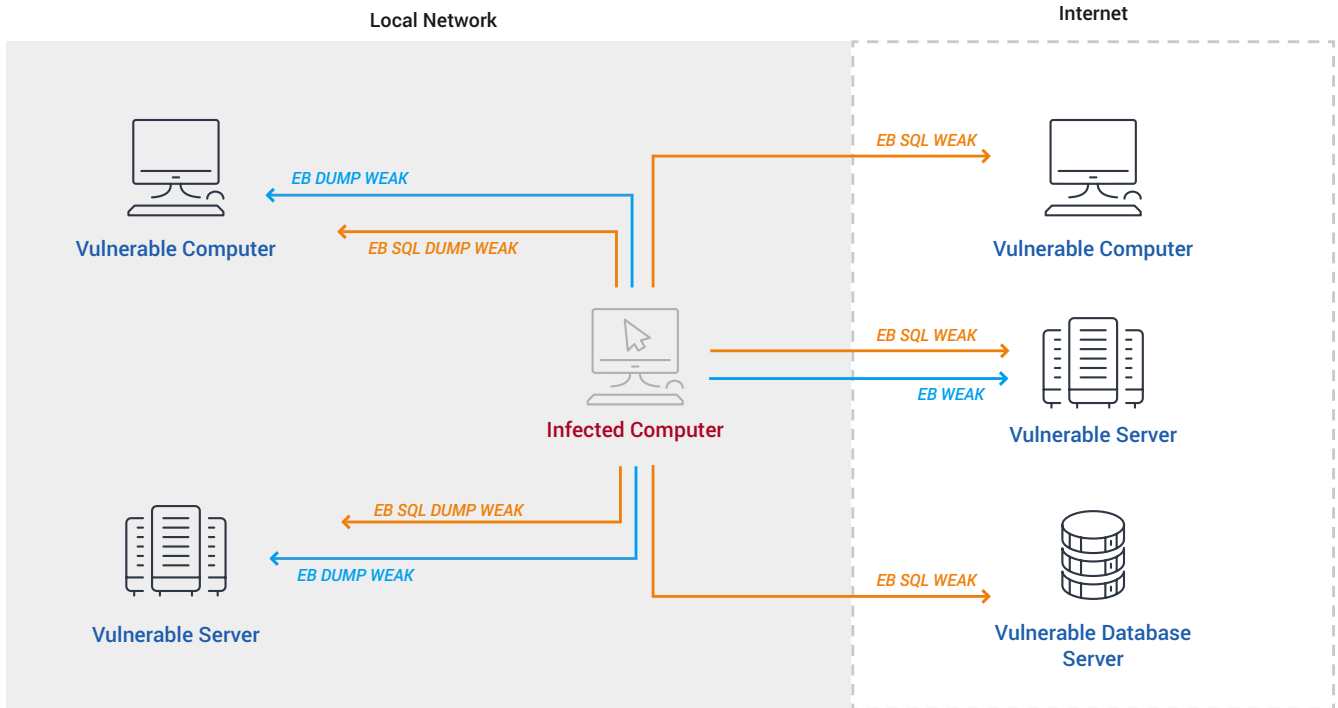 Local Network
Internet
EB SQL WEAK
EB DUMP WEAK
EB SQL DUMP WEAK
Vulnerable Computer
Vulnerable Computer
EB SQL WEAK
EB WEAK
Infected Computer
Vulnerable Server
EB SQL DUMP WEAK
EB DUMP WEAK
EB SQL WEAK
Vulnerable Server
Vulnerable Database
Server